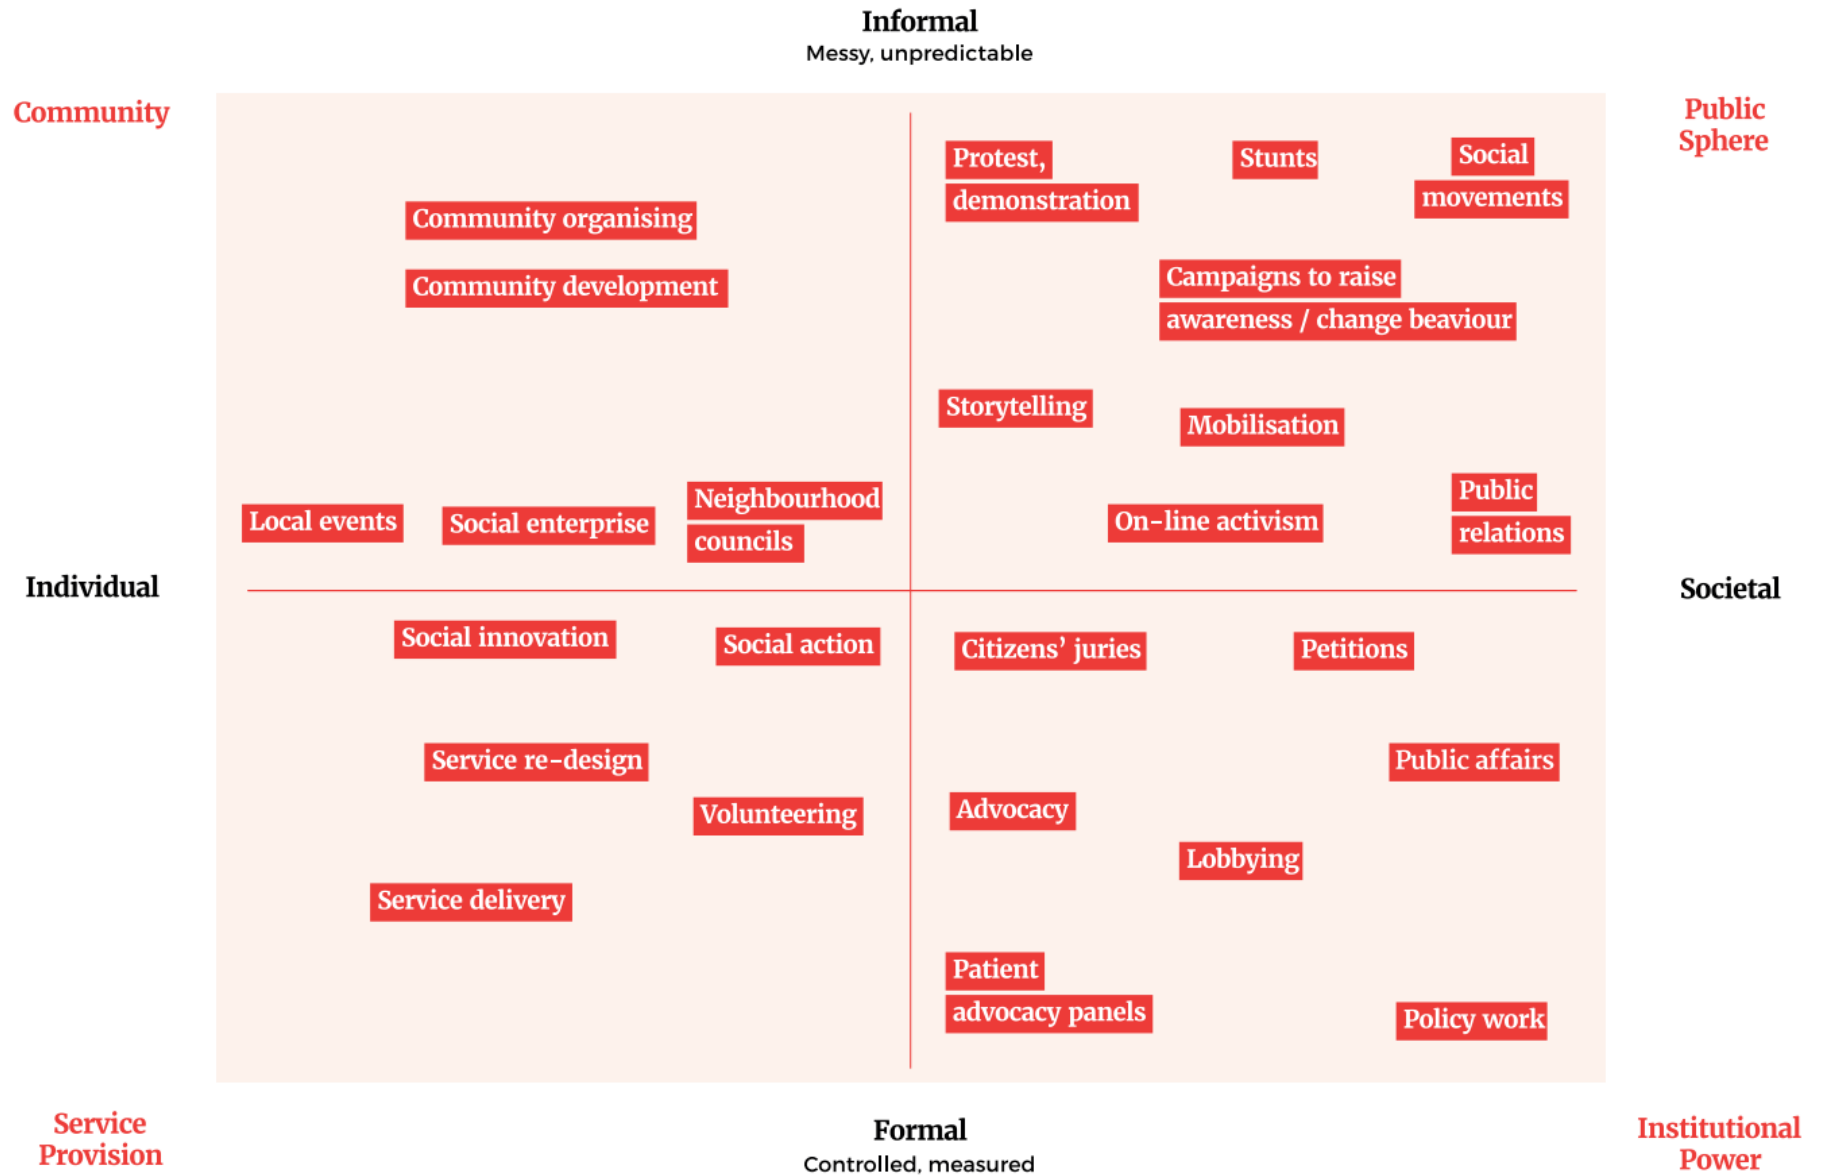 Informal
Messy, unpredictable
Community
Public
Sphere
Protest,
demonstration
Stunts
Social
movements
Community organising
Community development
Campaigns to raise
awareness / change beaviour
Storytelling
Mobilisation
Local events
Social enterprise
Neighbourhood
councils
On-line activism
Public
relations
Individual
Societal
Social innovation
Social action
Citizens’ juries
Petitions
Service re-design
Public affairs
Volunteering
Advocacy
Lobbying
Service delivery
Patient
advocacy panels
Policy work
Service
Provision
Formal
Controlled, measured
Institutional
Power